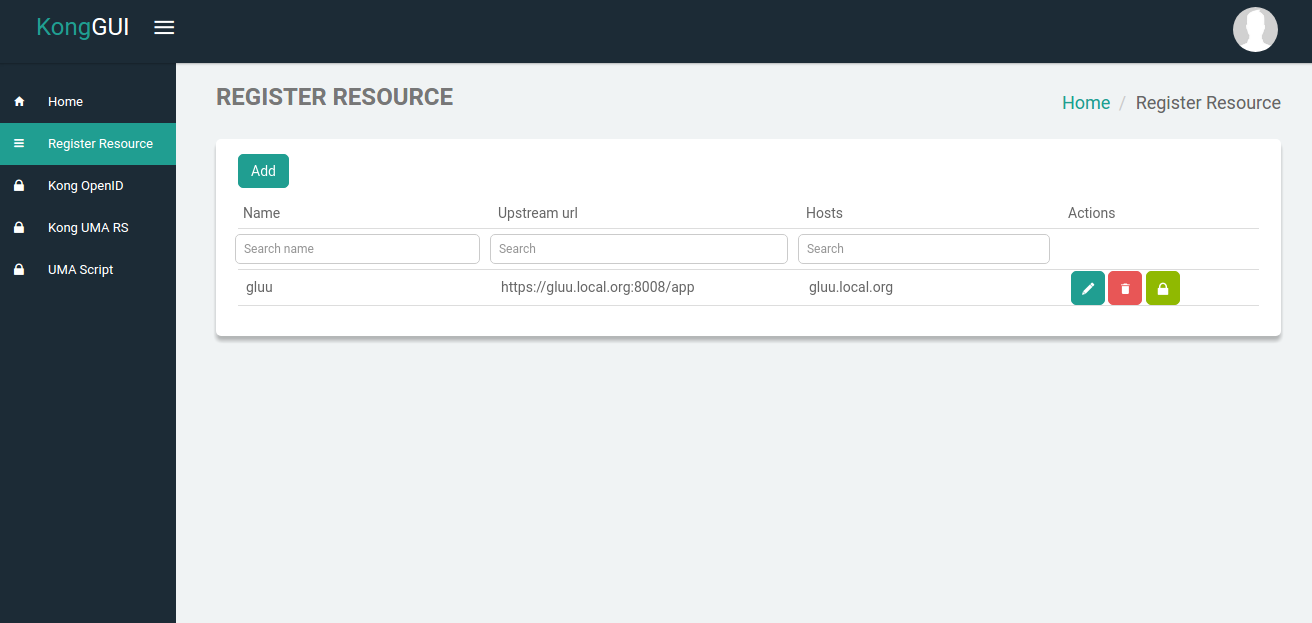 KongGUI
Home
Register Resource
Kong OpenID
Kong UMA RS
UMA Script
REGISTER RESOURCE
Home / Register Resource
Add
Name Upstream url Hosts Actions
Search name Search Search
gluu https://gluu.local.org:8008/app gluu.local.org